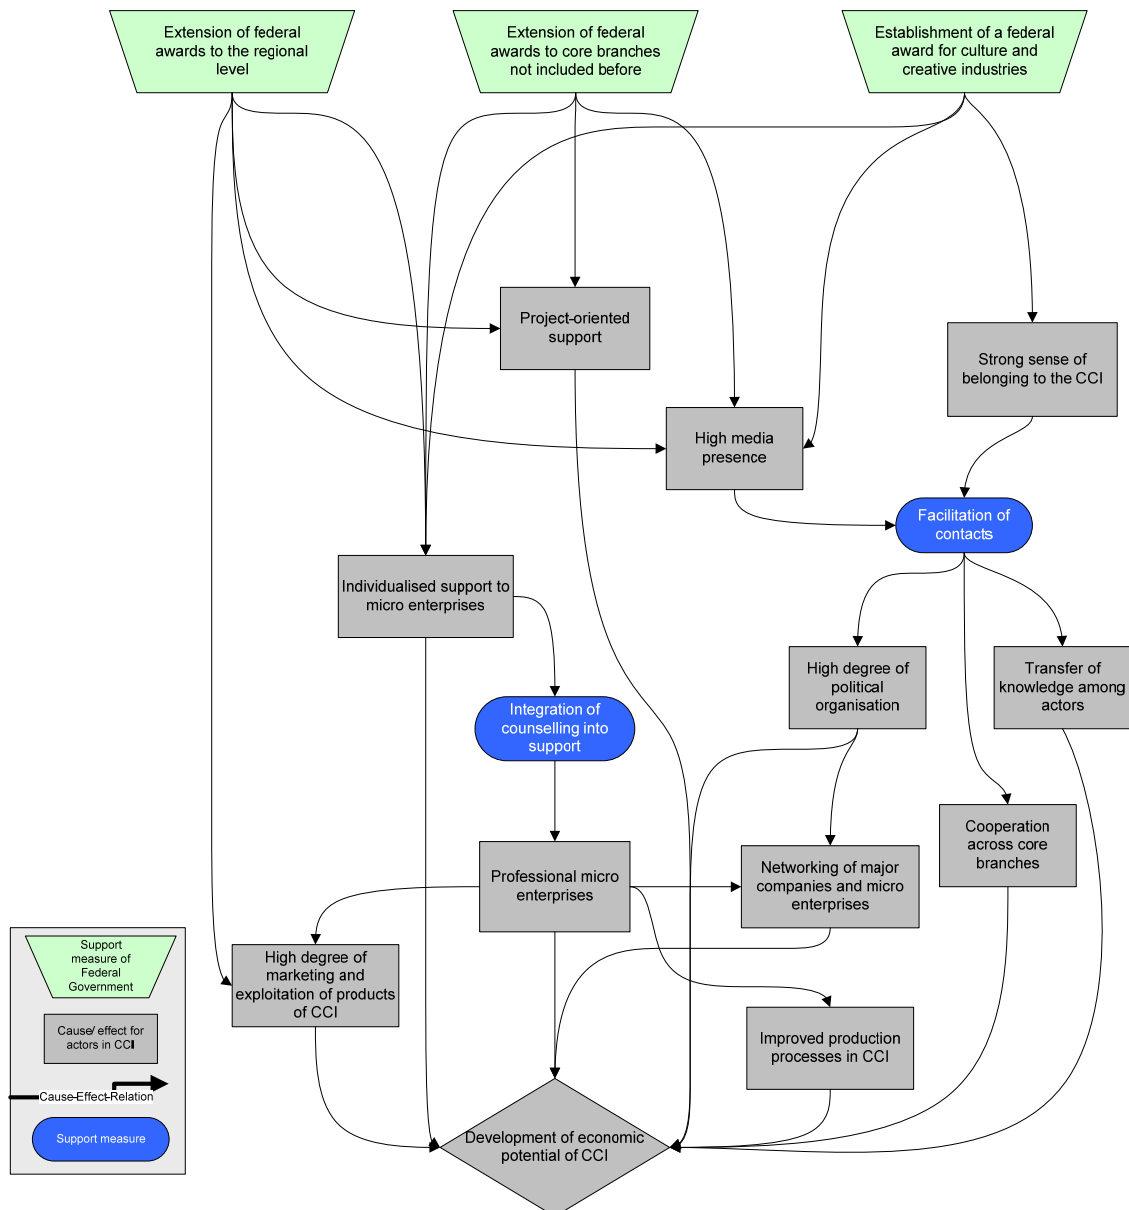 Extension of federal
awards to the regional
level
Extension of federal
awards to core branches
not included before
Establishment of a federal
award for culture and
creative industries
Project-oriented
support
Strong sense of
belonging to the CCI
High media
presence
Facilitation of
contacts
Individualised support to
micro enterprises
High degree of
political
organisation
Transfer of
knowledge among
actors
Integration of
counselling into
support
Cooperation
across core
branches
Professional micro
enterprises
Networking of major
companies and micro
enterprises
High degree of
marketing and
exploitation of products
of CCI
Improved production
processes in CCI
Development of economic
potential of CCI
Support
measure of
Federal
Government
Cause/ effect for
actors in CCI
Cause-Effect-Relation
Support measure